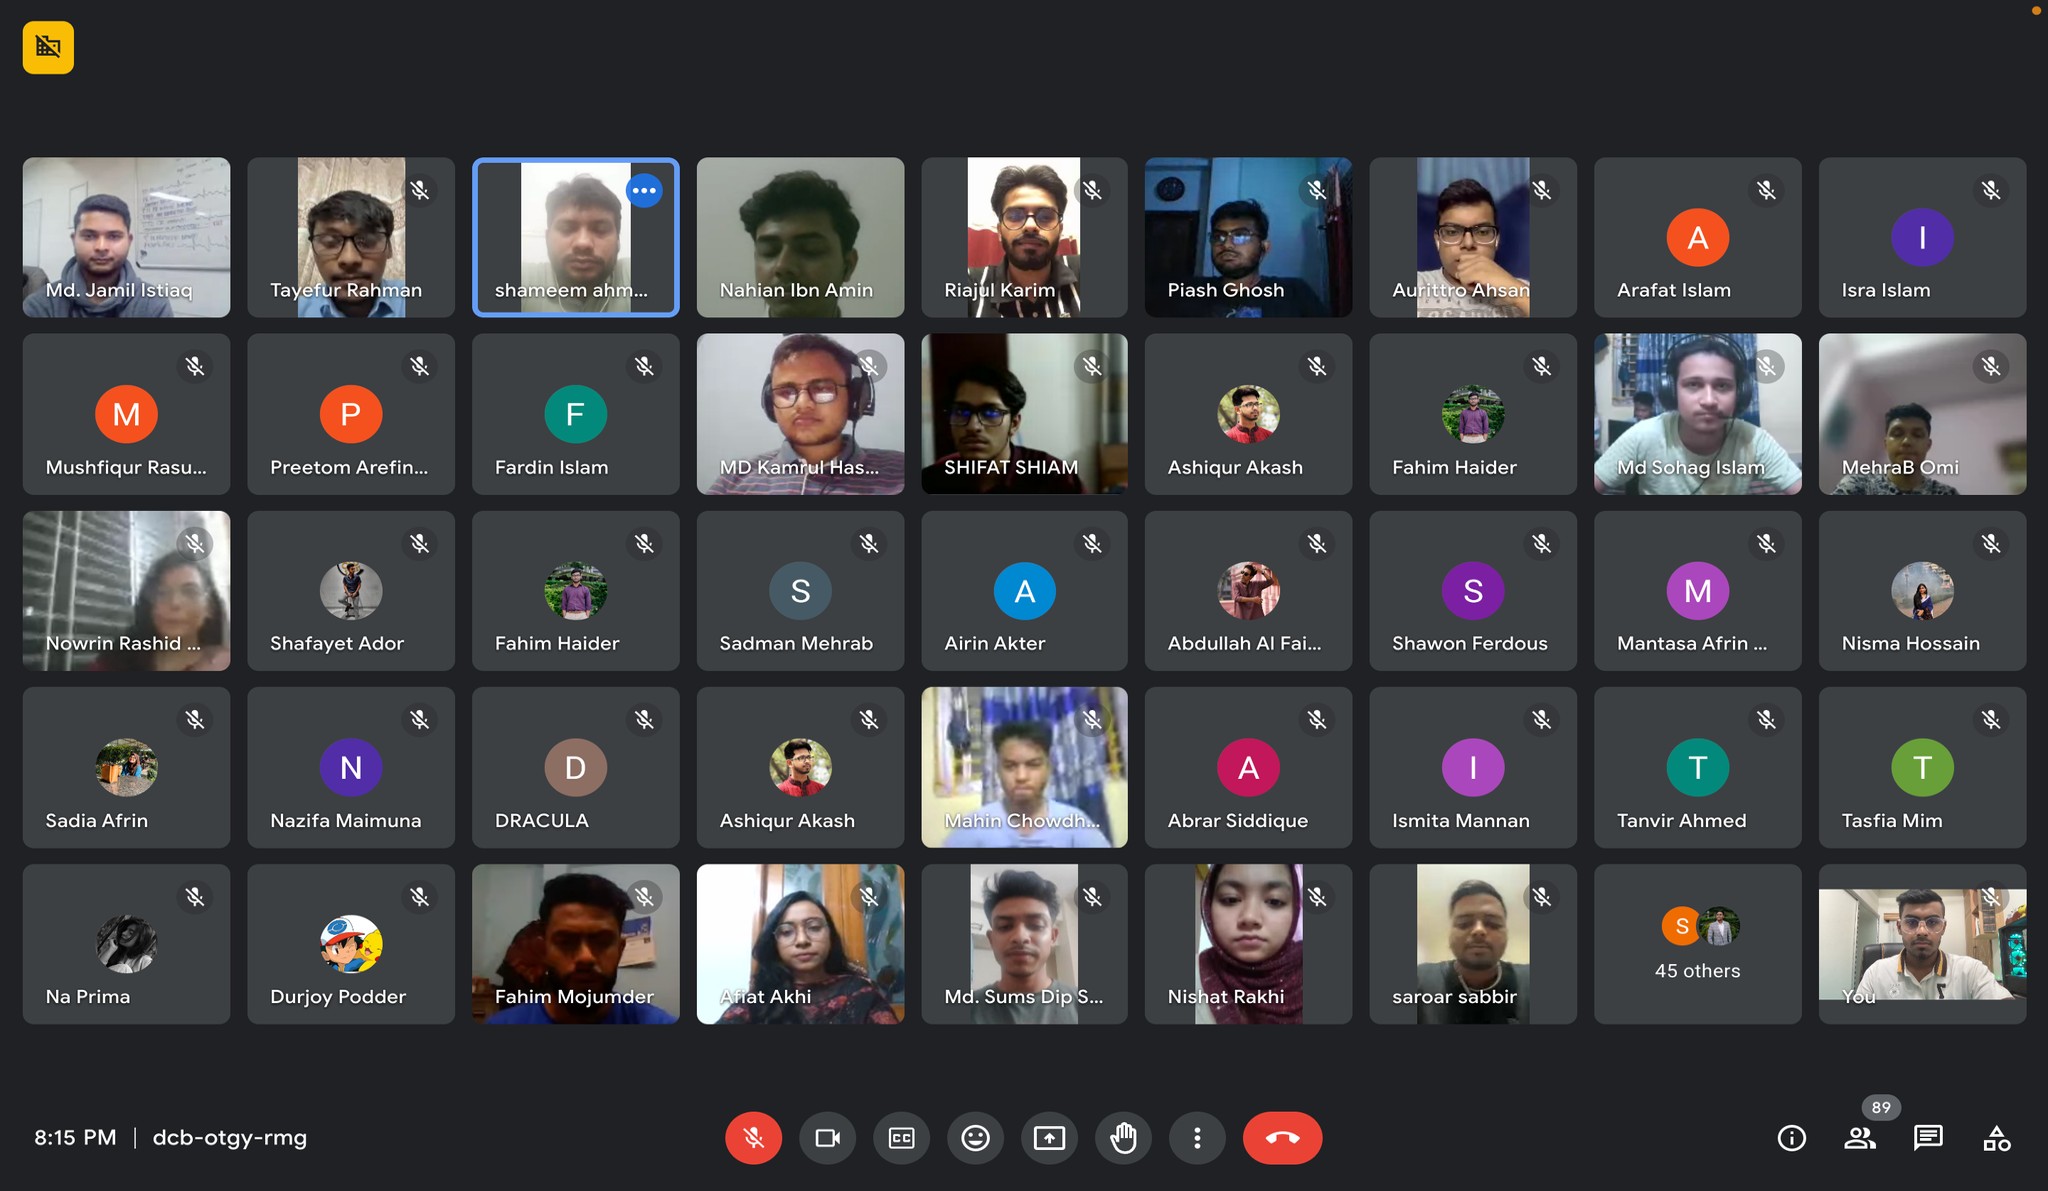 Md. Jamil Istiaq
Tayefur Rahman
shameem ahm...
Nahian Ibn Amin
Riajul Karim
Piash Ghosh
Aurittro Ahsan
A
Arafat Islam
I
Isra Islam
M
Mushfiqur Rasu...
P
Preetom Arefin...
F
Fardin Islam
MD Kamrul Has...
SHIFAT SHIAM
Ashiqur Akash
Fahim Haider
Md Sohag Islam
MehraB Omi
Nowrin Rashid ...
Shafayet Ador
Fahim Haider
S
Sadman Mehrab
A
Airin Akter
Abdullah Al Fai...
S
Shawon Ferdous
M
Mantasa Afrin ...
Nisma Hossain
Sadia Afrin
N
Nazifa Maimuna
D
DRACULA
Ashiqur Akash
Mahin Chowdh...
A
Abrar Siddique
I
Ismita Mannan
T
Tanvir Ahmed
T
Tasfia Mim
Na Prima
Durjoy Podder
Fahim Mojumder
Afiat Akhi
Md. Sums Dip S...
Nishat Rakhi
saroar sabbir
S
45 others
You
8:15 PM | dcb-otgy-rmg
CC
89